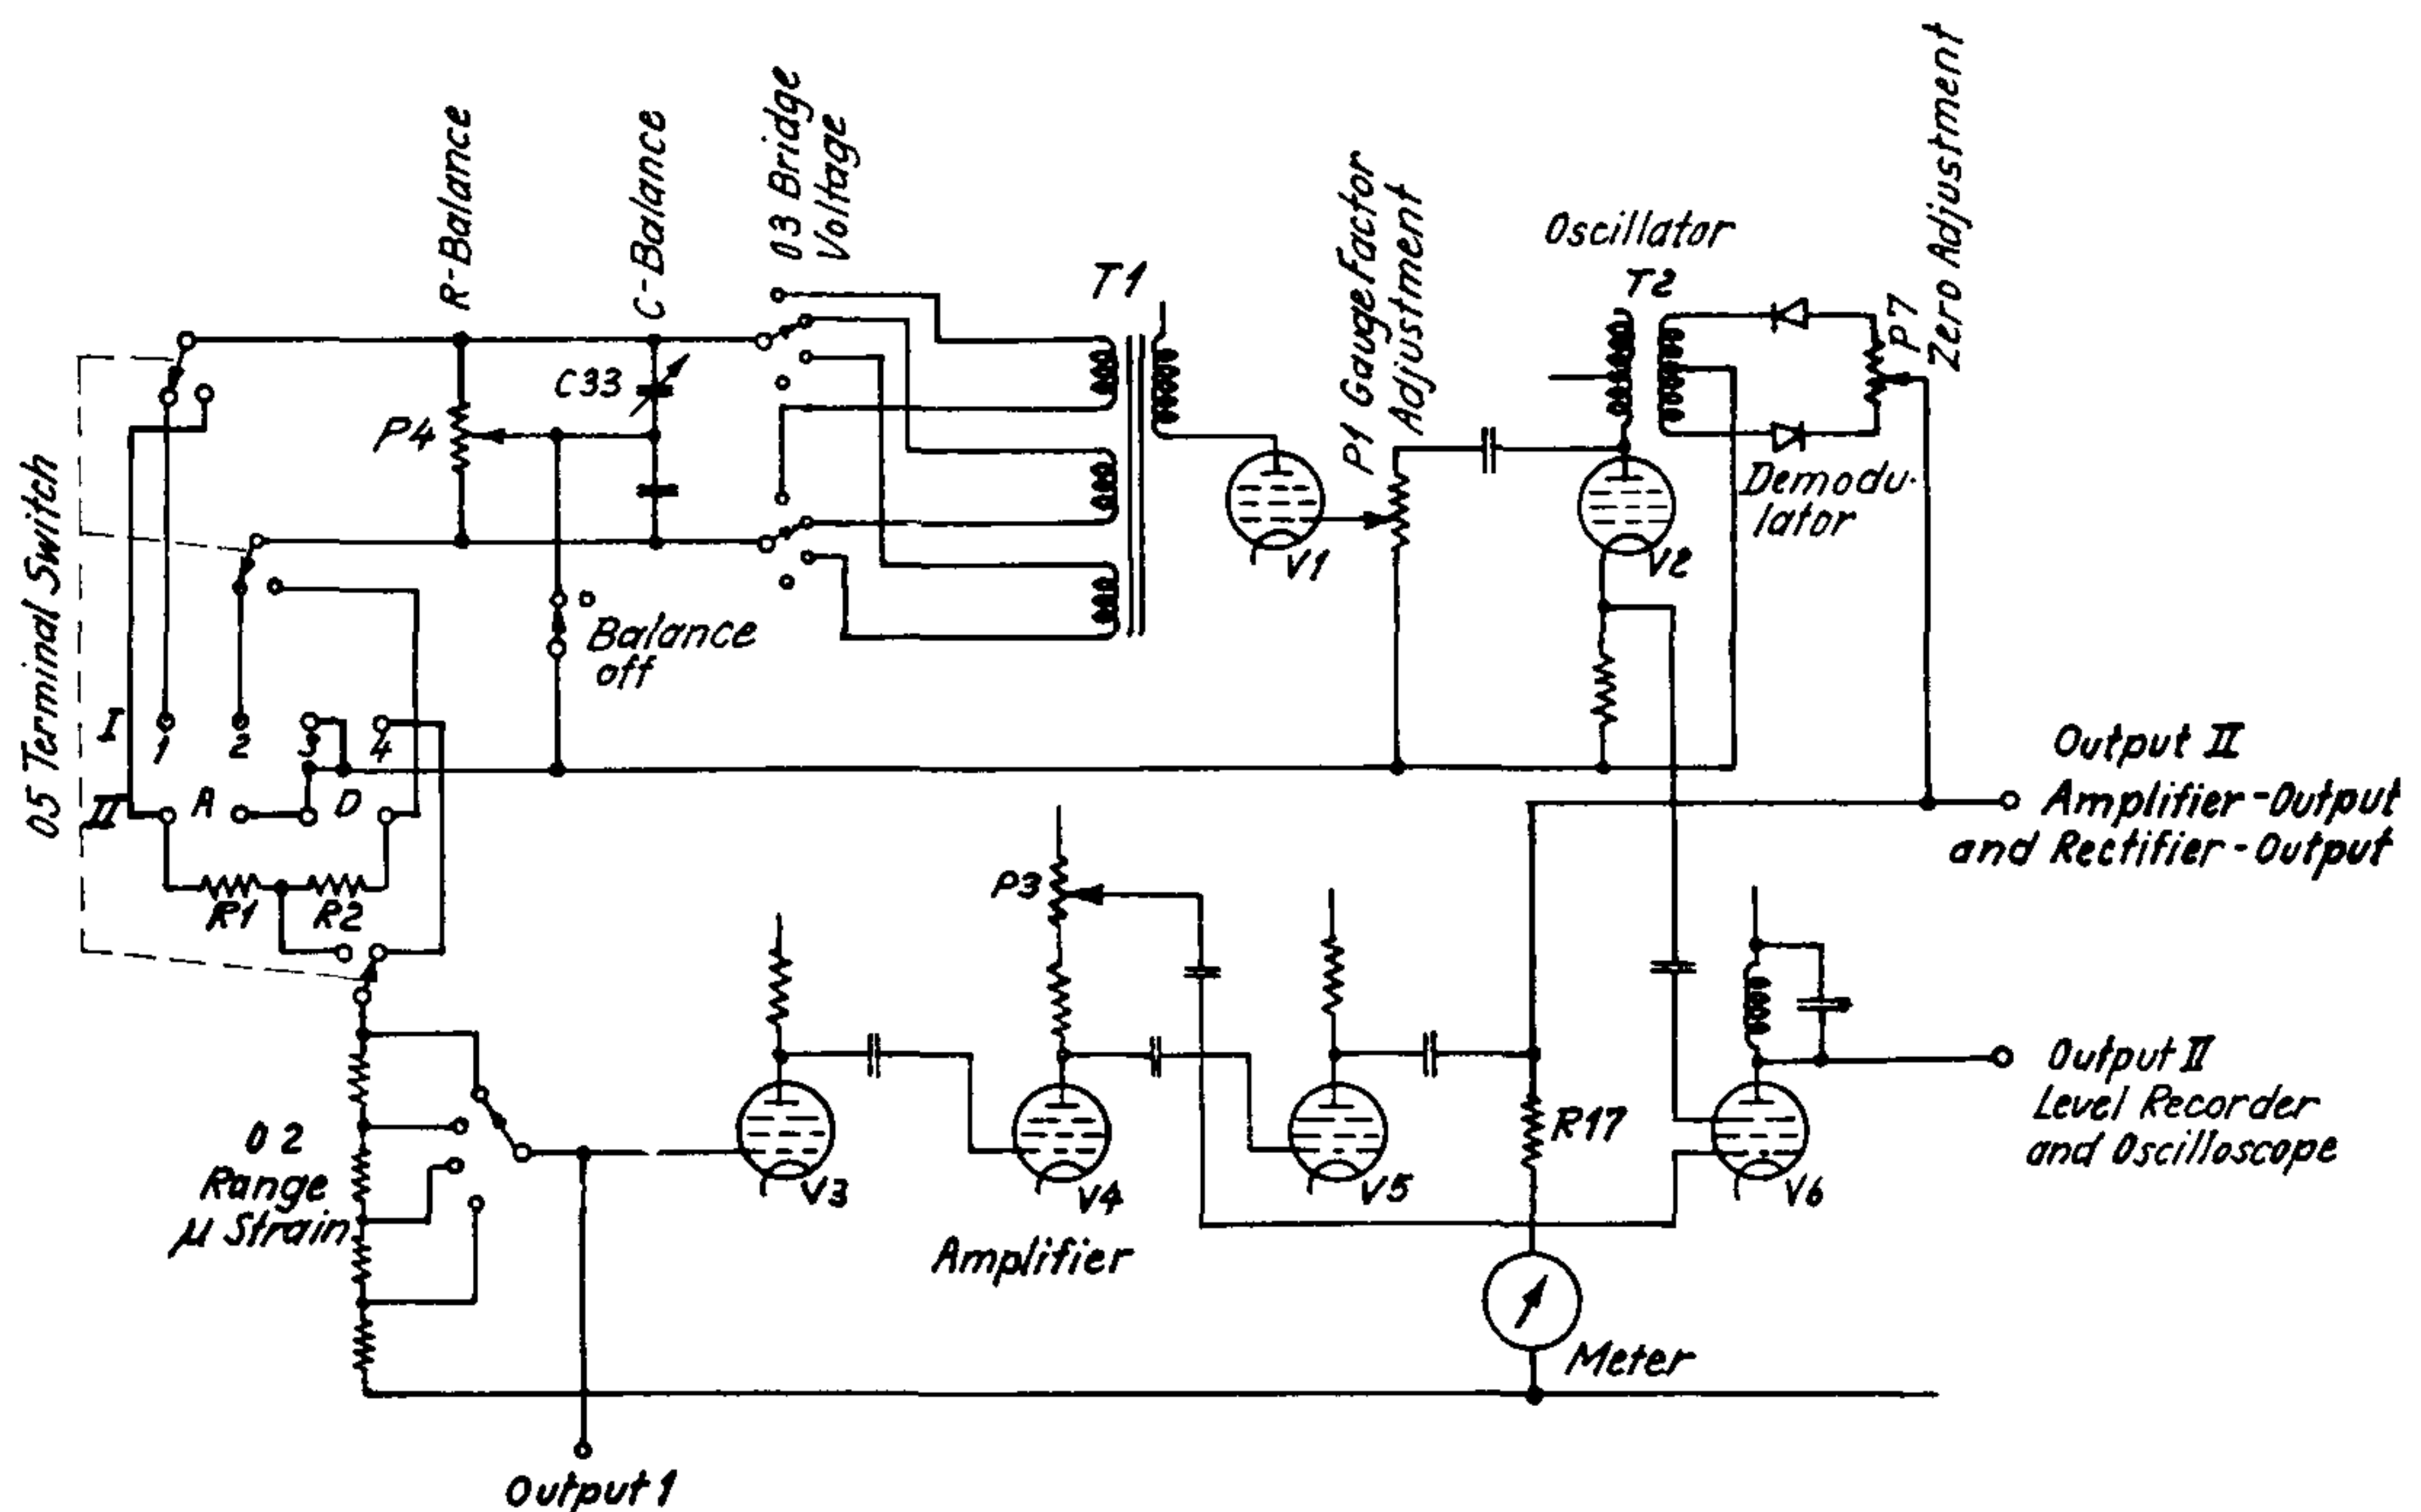 R-Balance
C-Balance
03 Bridge
Voltage
T1
P1 Gauge Factor
Adjustment
Oscillator
T2
P7
Zero Adjustment
C33
P4
Demodu-
lator
V1
V2
05 Terminal Switch
Balance
off
I
1
2
3
4
II
A
D
R1
R2
Output II
Amplifier-Output
and Rectifier-Output
P3
02
Range
μ Strain
V3
V4
V5
R17
V6
Output II
Level Recorder
and Oscilloscope
Amplifier
Meter
Output 1